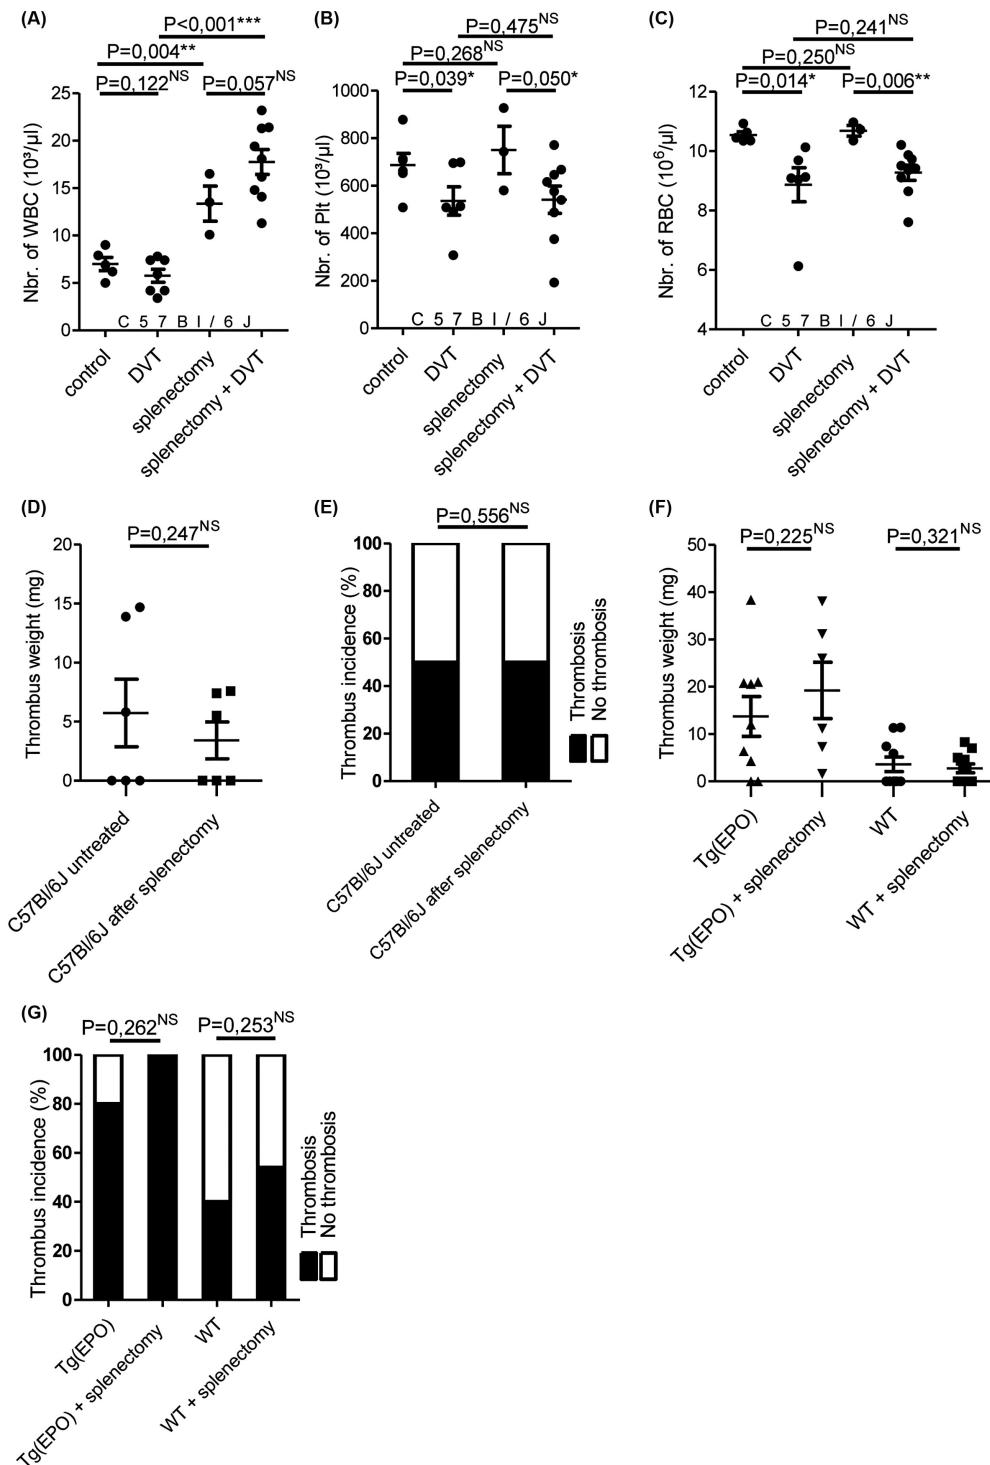 (A)
P<0,001***
P=0,004**
P=0,122NS
P=0,057NS
Nbr. of WBC (10³/µl)
25
20
15
10
5
0
C 5 7 B l / 6 J
control
DVT
splenectomy
splenectomy + DVT
(B)
P=0,475NS
P=0,268NS
P=0,039*
P=0,050*
Nbr. of Plt (10³/µl)
1000
800
600
400
200
0
C 5 7 B l / 6 J
control
DVT
splenectomy
splenectomy + DVT
(C)
P=0,241NS
P=0,250NS
P=0,014*
P=0,006**
Nbr. of RBC (10⁶/µl)
12
10
8
6
4
C 5 7 B l / 6 J
control
DVT
splenectomy
splenectomy + DVT
(D)
P=0,247NS
Thrombus weight (mg)
20
15
10
5
0
C57Bl/6J untreated
C57Bl/6J after splenectomy
(E)
P=0,556NS
Thrombus incidence (%)
100
80
60
40
20
0
C57Bl/6J untreated
C57Bl/6J after splenectomy
Thrombosis
No thrombosis
(F)
P=0,225NS
P=0,321NS
Thrombus weight (mg)
50
40
30
20
10
0
Tg(EPO)
Tg(EPO) + splenectomy
WT
WT + splenectomy
(G)
P=0,262NS
P=0,253NS
Thrombus incidence (%)
100
80
60
40
20
0
Tg(EPO)
Tg(EPO) + splenectomy
WT
WT + splenectomy
Thrombosis
No thrombosis